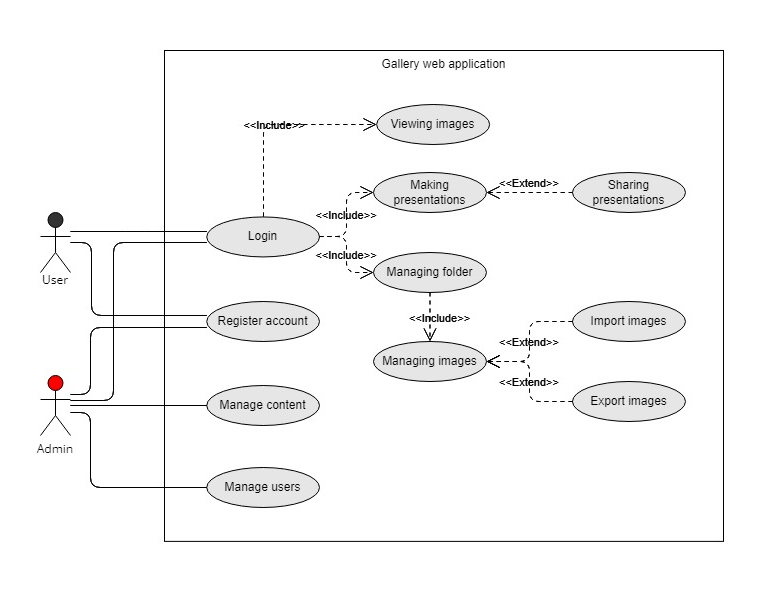 Gallery web application
<<Include>>
Viewing images
Making
presentations
<<Extend>>
Sharing
presentations
<<Include>>
Login
<<Include>>
Managing folder
User
<<Include>>
Register account
Import images
<<Extend>>
Managing images
<<Extend>>
Manage content
Export images
Admin
Manage users